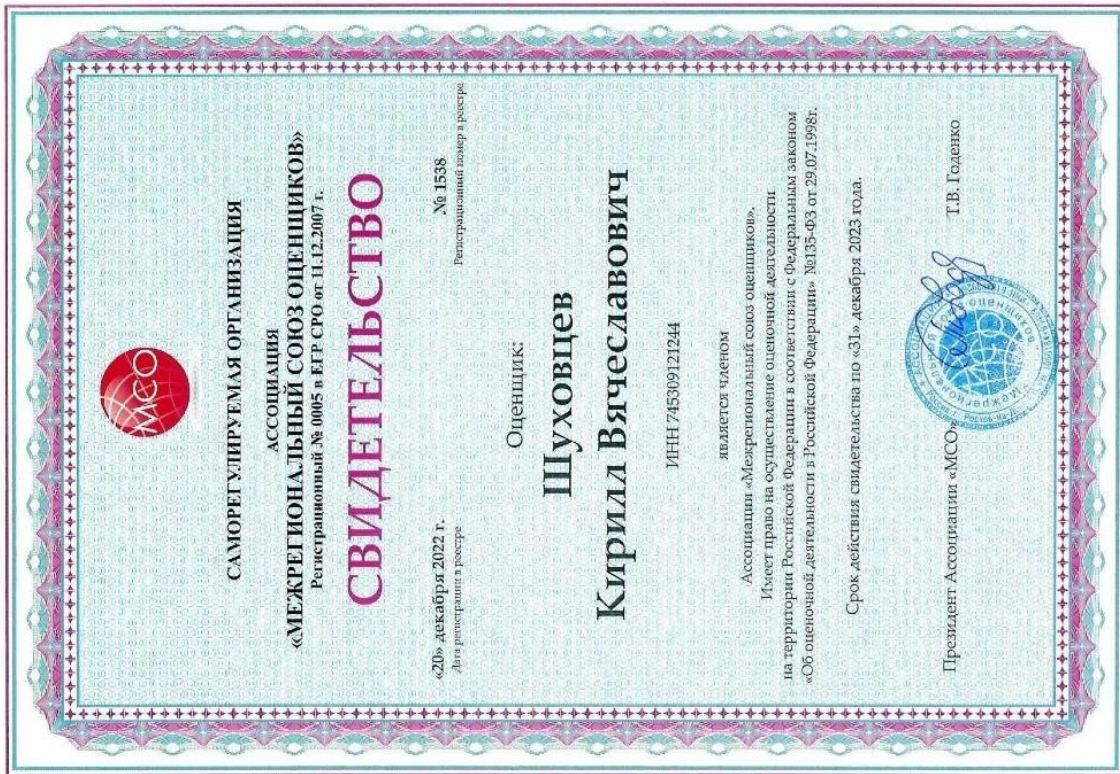 МСО
САМОРЕГУЛИРУЕМАЯ ОРГАНИЗАЦИЯ
АССОЦИАЦИЯ
«МЕЖРЕГИОНАЛЬНЫЙ СОЮЗ ОЦЕНЩИКОВ»
Регистрационный № 0005 в ЕГР СРО от 11.12.2007 г.
СВИДЕТЕЛЬСТВО
«20» декабря 2022 г. № 1538
Дата регистрации в реестре Регистрационный номер в реестре
Оценщик:
Шуховцев
Кирилл Вячеславович
ИНН 745309121244
является членом
Ассоциации «Межрегиональный союз оценщиков».
Имеет право на осуществление оценочной деятельности
на территории Российской Федерации в соответствии с Федеральным законом
«Об оценочной деятельности в Российской Федерации» №135-ФЗ от 29.07.1998г.
Срок действия свидетельства по «31» декабря 2023 года.
Президент Ассоциации «МСО» Т.В. Годенко